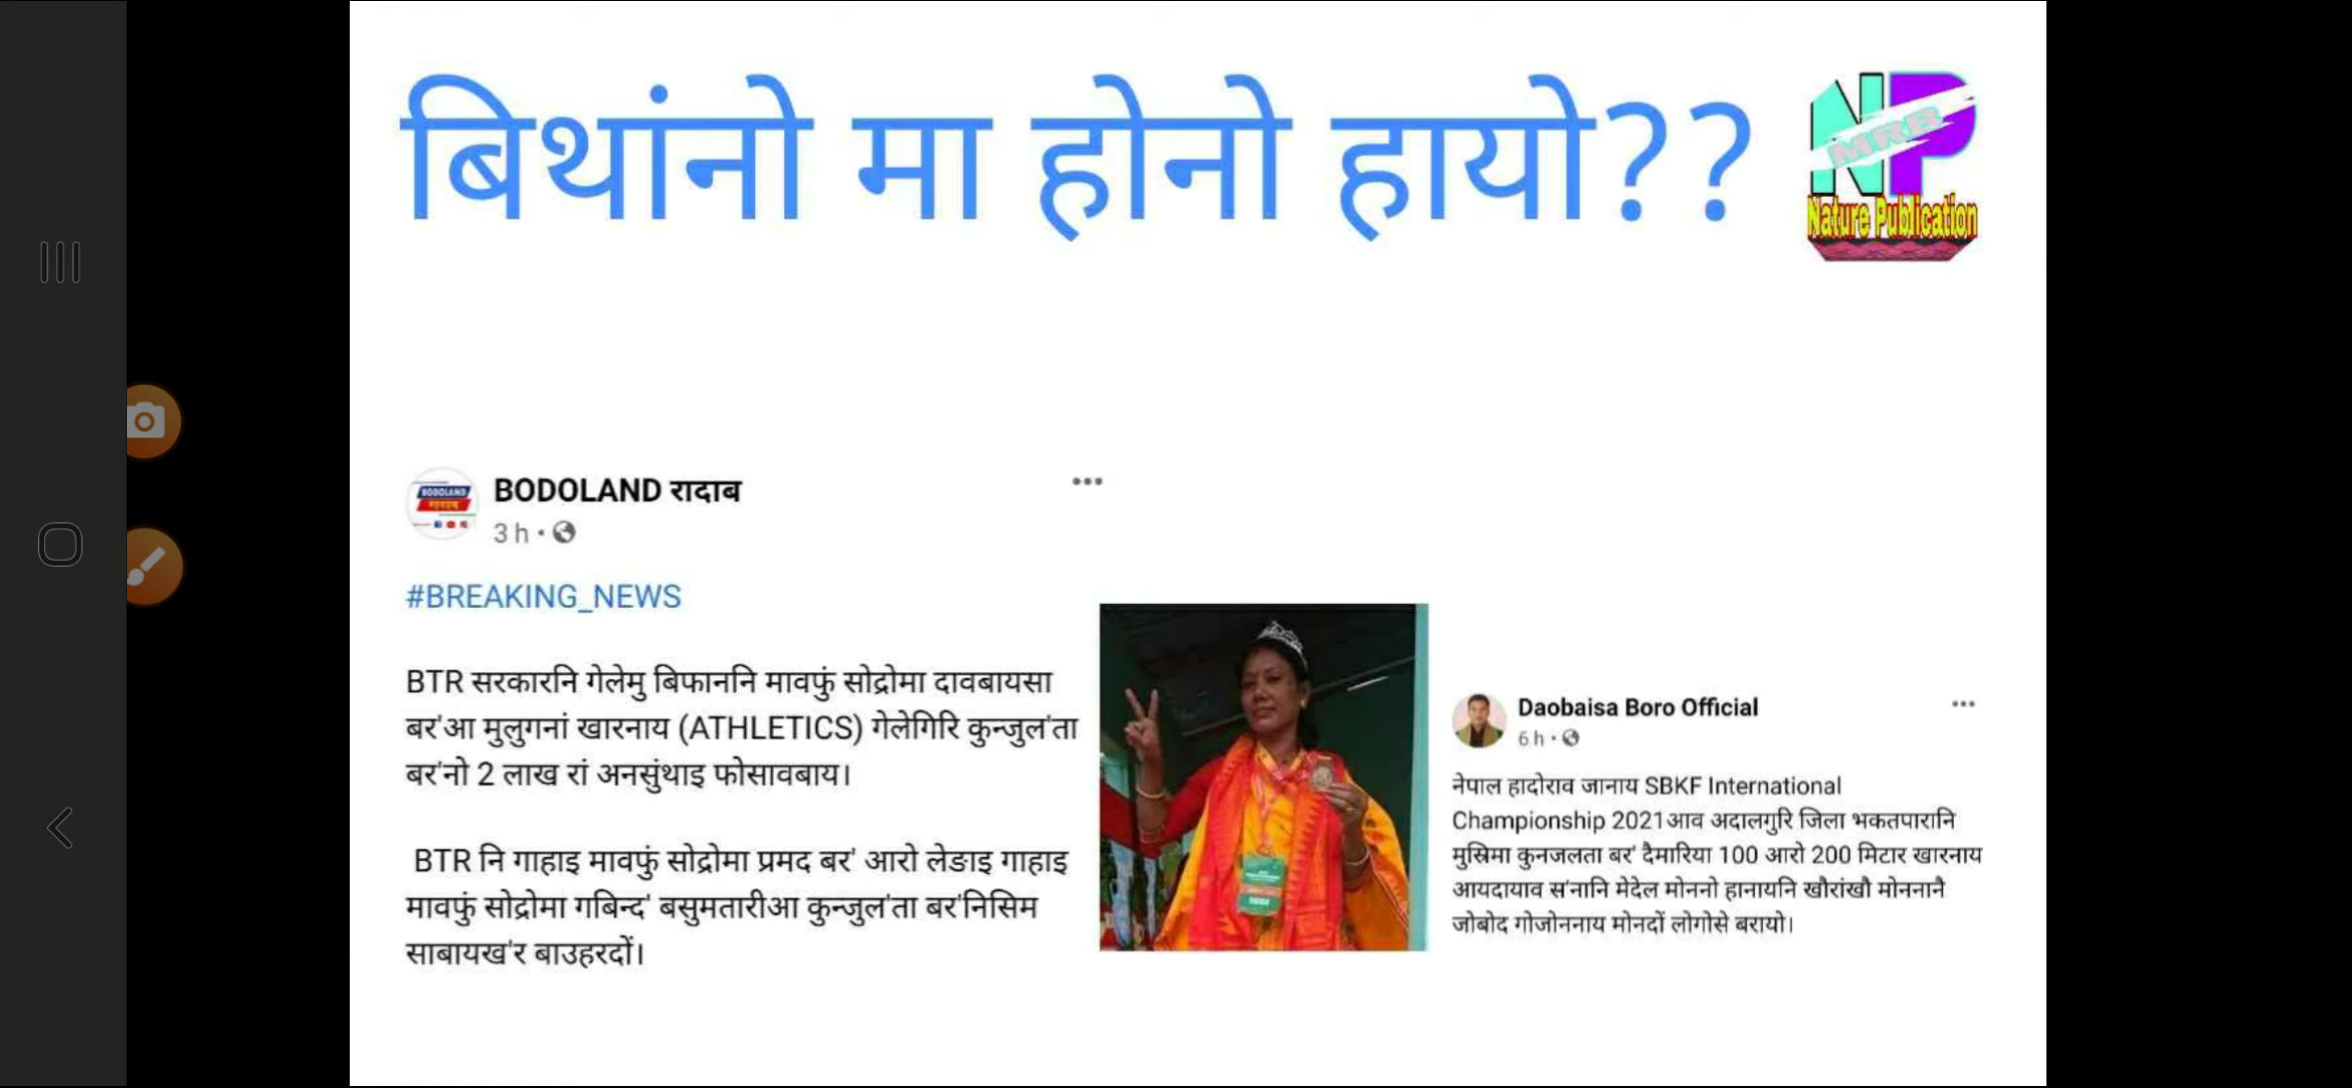 बिथांनो मा होनो हायो??
NP
MRB
Nature Publication
BODOLAND रादाब
3 h
#BREAKING_NEWS
BTR सरकारनि गेलेमु बिफाननि मावफुं सोद्रोमा दावबायसा
बर'आ मुलुगनां खारनाय (ATHLETICS) गेलेगिरि कुन्जुल'ता
बर'नो 2 लाख रां अनसुंथाइ फोसावबाय।
BTR नि गाहाइ मावफुं सोद्रोमा प्रमद बर' आरो लेङाइ गाहाइ
मावफुं सोद्रोमा गबिन्द' बसुमतारीआ कुन्जुल'ता बर'निसिम
साबायख'र बाउहरदों।
Daobaisa Boro Official
6 h
नेपाल हादोराव जानाय SBKF International
Championship 2021आव अदालगुरि जिला भकतपारानि
मुस्रिमा कुनजलता बर' दैमारिया 100 आरो 200 मिटार खारनाय
आयदायाव स'नानि मेदेल मोननो हानायनि खौरांखौ मोननानै
जोबोद गोजोननाय मोनदों लोगोसे बरायो।